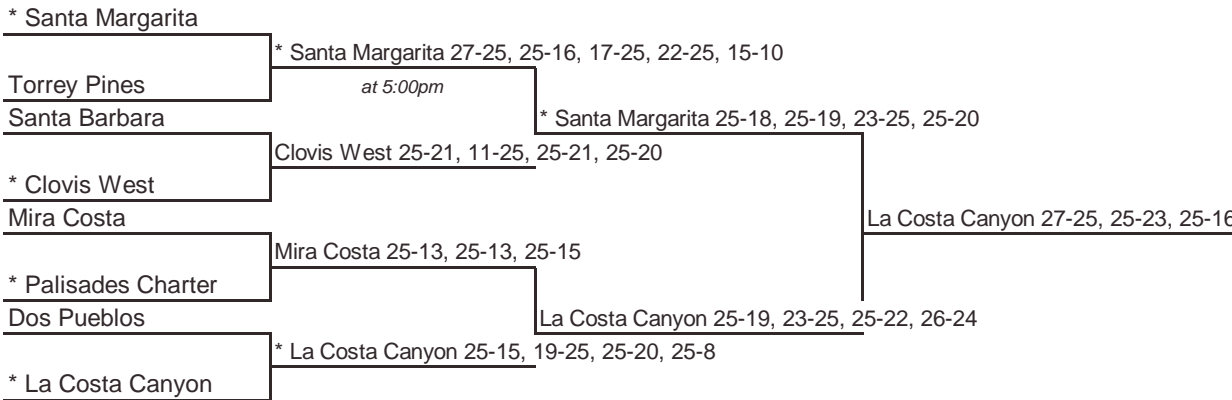 * Santa Margarita
* Santa Margarita 27-25, 25-16, 17-25, 22-25, 15-10
Torrey Pines
at 5:00pm
Santa Barbara
* Santa Margarita 25-18, 25-19, 23-25, 25-20
Clovis West 25-21, 11-25, 25-21, 25-20
* Clovis West
Mira Costa
La Costa Canyon 27-25, 25-23, 25-16
Mira Costa 25-13, 25-13, 25-15
* Palisades Charter
Dos Pueblos
La Costa Canyon 25-19, 23-25, 25-22, 26-24
* La Costa Canyon 25-15, 19-25, 25-20, 25-8
* La Costa Canyon